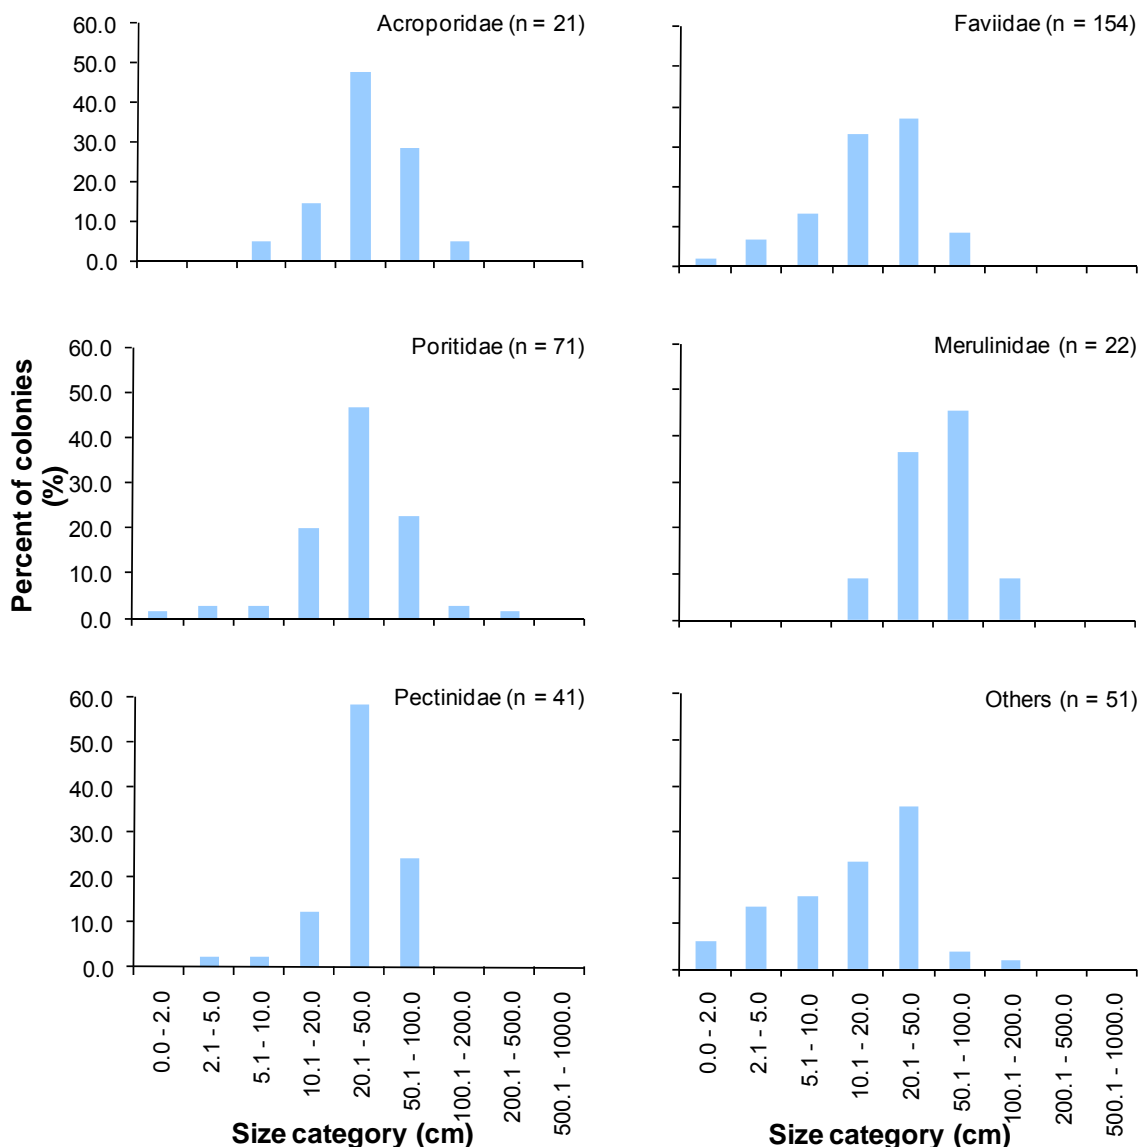 Acroporidae (n = 21)
60.0
50.0
40.0
30.0
20.0
10.0
0.0
Faviidae (n = 154)
Poritidae (n = 71)
60.0
50.0
40.0
30.0
20.0
10.0
0.0
Merulinidae (n = 22)
Percent of colonies
(%)
Pectinidae (n = 41)
60.0
50.0
40.0
30.0
20.0
10.0
0.0
Others (n = 51)
0.0 - 2.0
2.1 - 5.0
5.1 - 10.0
10.1 - 20.0
20.1 - 50.0
50.1 - 100.0
100.1 - 200.0
200.1 - 500.0
500.1 - 1000.0
Size category (cm)
0.0 - 2.0
2.1 - 5.0
5.1 - 10.0
10.1 - 20.0
20.1 - 50.0
50.1 - 100.0
100.1 - 200.0
200.1 - 500.0
500.1 - 1000.0
Size category (cm)